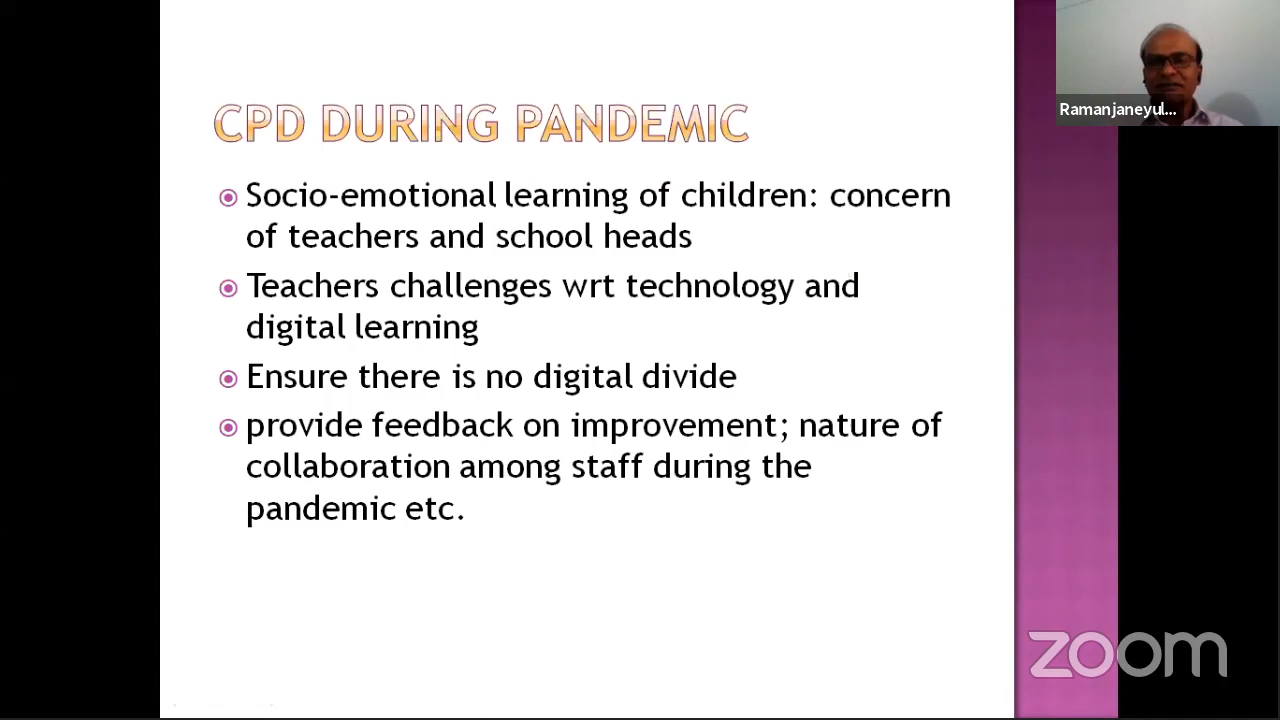 CPD DURING PANDEMIC
Socio-emotional learning of children: concern
of teachers and school heads
Teachers challenges wrt technology and
digital learning
Ensure there is no digital divide
provide feedback on improvement; nature of
collaboration among staff during the
pandemic etc.
Ramanjaneyul...
zoom